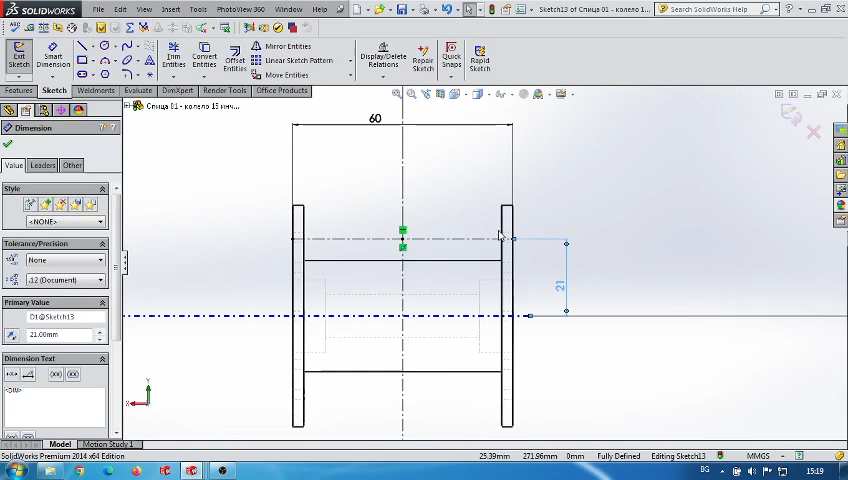 SOLIDWORKS File Edit View Insert Tools PhotoView 360 Window Help Sketch13 of Спица 01 - колело 1... Search SolidWorks Help
Exit Sketch
Smart Dimension
Trim Entities
Convert Entities
Offset Entities
Mirror Entities
Linear Sketch Pattern
Move Entities
Display/Delete Relations
Repair Sketch
Quick Snaps
Rapid Sketch
Features Sketch Weldments Evaluate DimXpert Render Tools Office Products
Спица 01 - колело 13 инч...
Dimension
Value Leaders Other
Style
<NONE>
Tolerance/Precision
None
.12 (Document)
Primary Value
D1@Sketch13
21.00mm
Dimension Text
<DIM>
60
21
Y
X
Model Motion Study 1
SolidWorks Premium 2014 x64 Edition 25.39mm 271.96mm 0mm Fully Defined Editing Sketch13 MMGS
BG 15:19